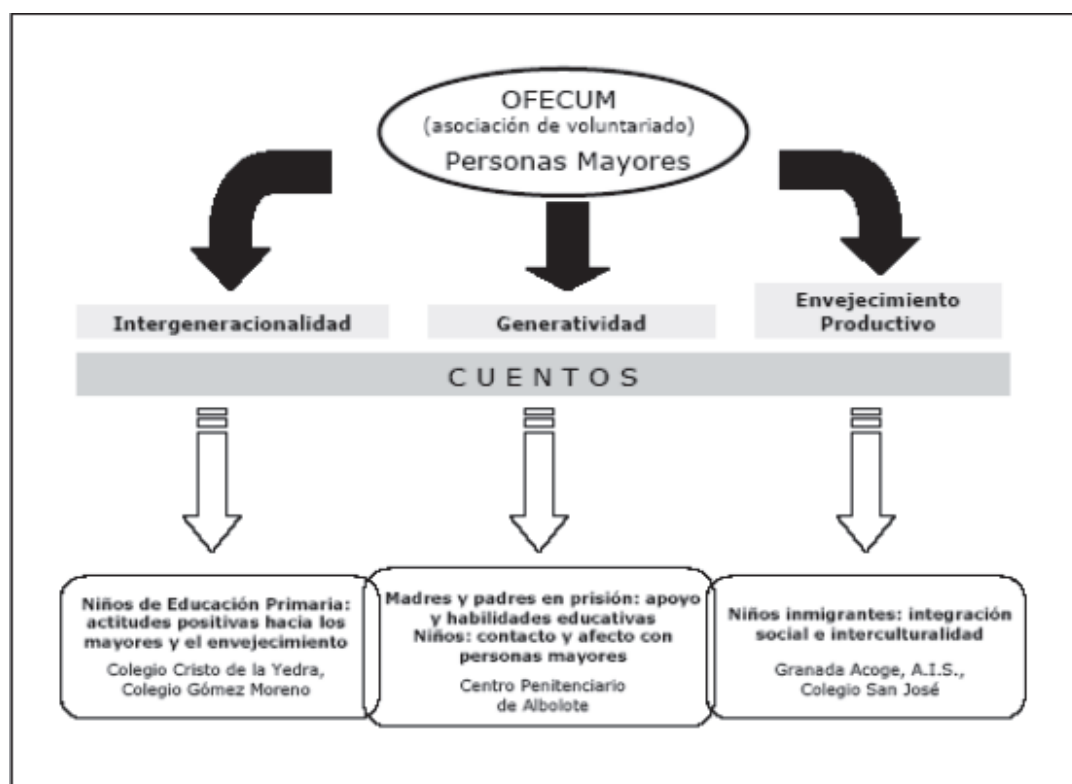 OFECUM
(asociación de voluntariado)
Personas Mayores
Intergeneracionalidad
Generatividad
Envejecimiento
Productivo
CUENTOS
Niños de Educación Primaria:
actitudes positivas hacia los
mayores y el envejecimiento
Colegio Cristo de la Yedra,
Colegio Gómez Moreno
Madres y padres en prisión: apoyo
y habilidades educativas
Niños: contacto y afecto con
personas mayores
Centro Penitenciario
de Albolote
Niños inmigrantes: integración
social e interculturalidad
Granada Acoge, A.I.S.,
Colegio San José